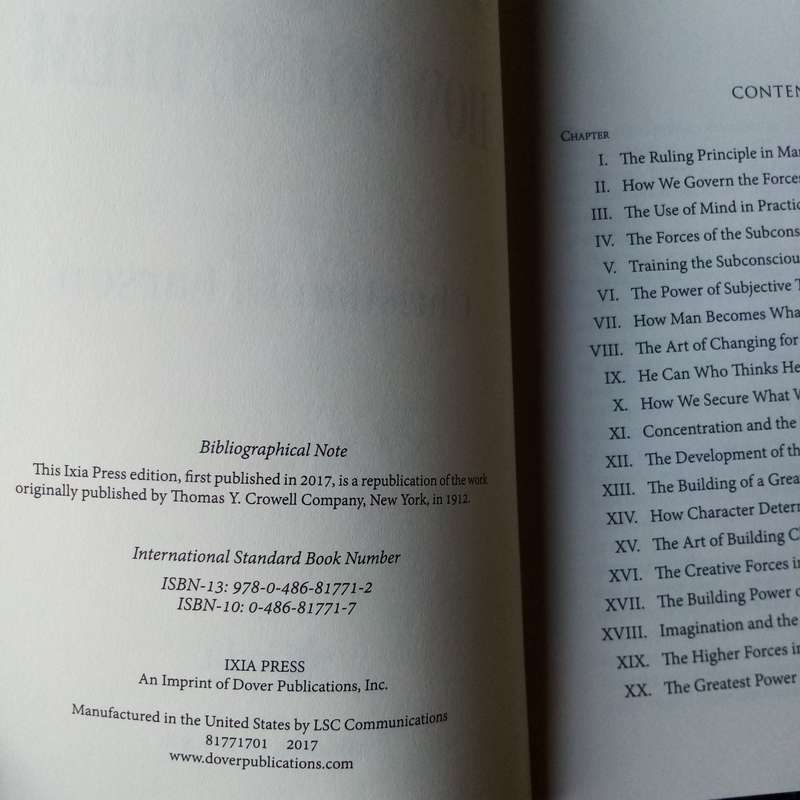 Bibliographical Note
This Ixia Press edition, first published in 2017, is a republication of the work
originally published by Thomas Y. Crowell Company, New York, in 1912.
International Standard Book Number
ISBN-13: 978-0-486-81771-2
ISBN-10: 0-486-81771-7
IXIA PRESS
An Imprint of Dover Publications, Inc.
Manufactured in the United States by LSC Communications
81771701 2017
www.doverpublications.com
CONTEN
CHAPTER
I. The Ruling Principle in Man
II. How We Govern the Forces
III. The Use of Mind in Practic
IV. The Forces of the Subcons
V. Training the Subconsciou
VI. The Power of Subjective T
VII. How Man Becomes Wha
VIII. The Art of Changing for
IX. He Can Who Thinks He
X. How We Secure What W
XI. Concentration and the
XII. The Development of th
XIII. The Building of a Grea
XIV. How Character Deter
XV. The Art of Building C
XVI. The Creative Forces in
XVII. The Building Power o
XVIII. Imagination and the
XIX. The Higher Forces in
XX. The Greatest Power